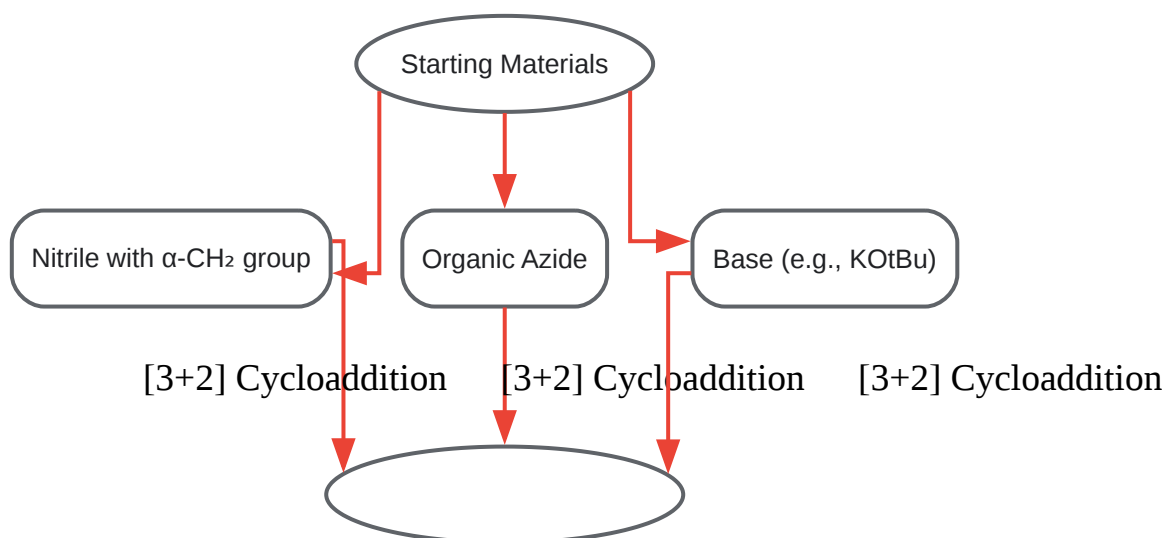 Starting Materials
Nitrile with α-CH₂ group
Organic Azide
Base (e.g., KOtBu)
[3+2] Cycloaddition
[3+2] Cycloaddition
[3+2] Cycloaddition